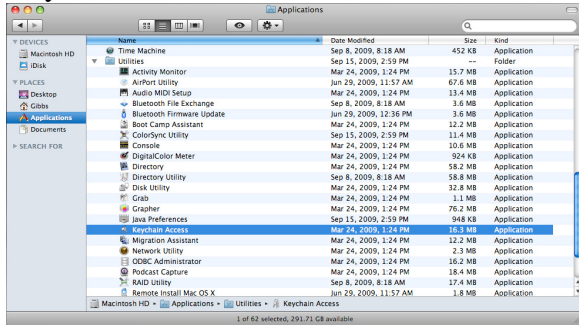 Applications
Name Date Modified Size Kind
Time Machine Sep 8, 2009, 8:18 AM 452 KB Application
Utilities Sep 15, 2009, 2:59 PM -- Folder
Activity Monitor Mar 24, 2009, 1:24 PM 15.7 MB Application
AirPort Utility Jun 29, 2009, 11:57 AM 67.6 MB Application
Audio MIDI Setup Mar 24, 2009, 1:24 PM 13.4 MB Application
Bluetooth File Exchange Sep 8, 2009, 8:18 AM 3.6 MB Application
Bluetooth Firmware Update Jun 29, 2009, 12:36 PM 3.6 MB Application
Boot Camp Assistant Mar 24, 2009, 1:24 PM 12.2 MB Application
ColorSync Utility Sep 15, 2009, 2:59 PM 11.4 MB Application
Console Mar 24, 2009, 1:24 PM 10.6 MB Application
DigitalColor Meter Mar 24, 2009, 1:24 PM 924 KB Application
Directory Mar 24, 2009, 1:24 PM 58.2 MB Application
Directory Utility Sep 8, 2009, 8:18 AM 58.8 MB Application
Disk Utility Mar 24, 2009, 1:24 PM 32.8 MB Application
Grab Mar 24, 2009, 1:24 PM 1.1 MB Application
Grapher Mar 24, 2009, 1:24 PM 76.2 MB Application
Java Preferences Sep 15, 2009, 2:59 PM 948 KB Application
Keychain Access Mar 24, 2009, 1:24 PM 16.3 MB Application
Migration Assistant Mar 24, 2009, 1:24 PM 12.2 MB Application
Network Utility Mar 24, 2009, 1:24 PM 2.3 MB Application
ODBC Administrator Mar 24, 2009, 1:24 PM 16.2 MB Application
Podcast Capture Mar 24, 2009, 1:24 PM 18.4 MB Application
RAID Utility Sep 8, 2009, 8:18 AM 17.4 MB Application
Remote Install Mac OS X Jun 29, 2009, 11:57 AM 1.8 MB Application
DEVICES
Macintosh HD
iDisk
PLACES
Desktop
Gibbs
Applications
Documents
SEARCH FOR
Macintosh HD ▸ Applications ▸ Utilities ▸ Keychain Access
1 of 62 selected, 291.71 GB available